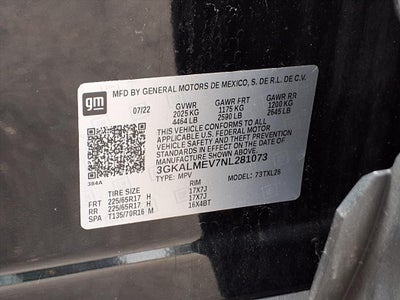 gm MFD BY GENERAL MOTORS DE MEXICO, S. DE R.L. DE C.V.
07/22 GVWR GAWR FRT GAWR RR
2025 KG 1175 KG 1200 KG
4464 LB 2590 LB 2645 LB
THIS VEHICLE CONFORMS TO ALL APPLICABLE
U.S. FEDERAL MOTOR VEHICLE SAFETY AND THEFT PREVENTION
STANDARDS IN EFFECT ON THE DATE OF
MANUFACTURE SHOWN ABOVE.
3GKALMEV7NL281073
384A TYPE: MPV MODEL: 73TXL26
TIRE SIZE RIM
FRT 225/65R17 H 17X7J
RR 225/65R17 H 17X7J
SPA T135/70R16 M 16X4BT